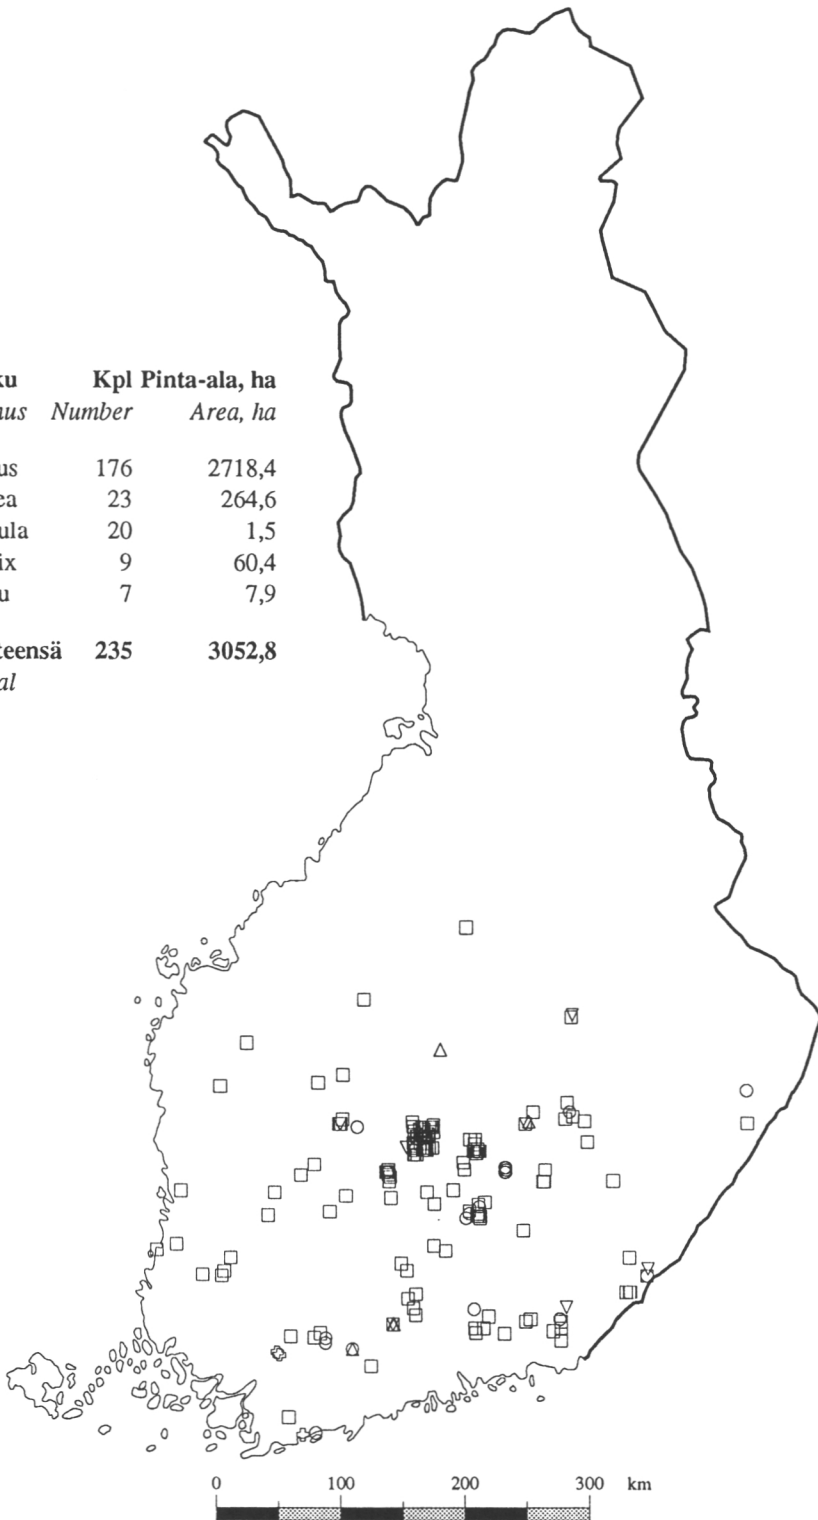 ku Kpl Pinta-ala, ha
nus Number Area, ha
us 176 2718,4
ea 23 264,6
ula 20 1,5
ix 9 60,4
u 7 7,9
teensä 235 3052,8
al
0 100 200 300 km